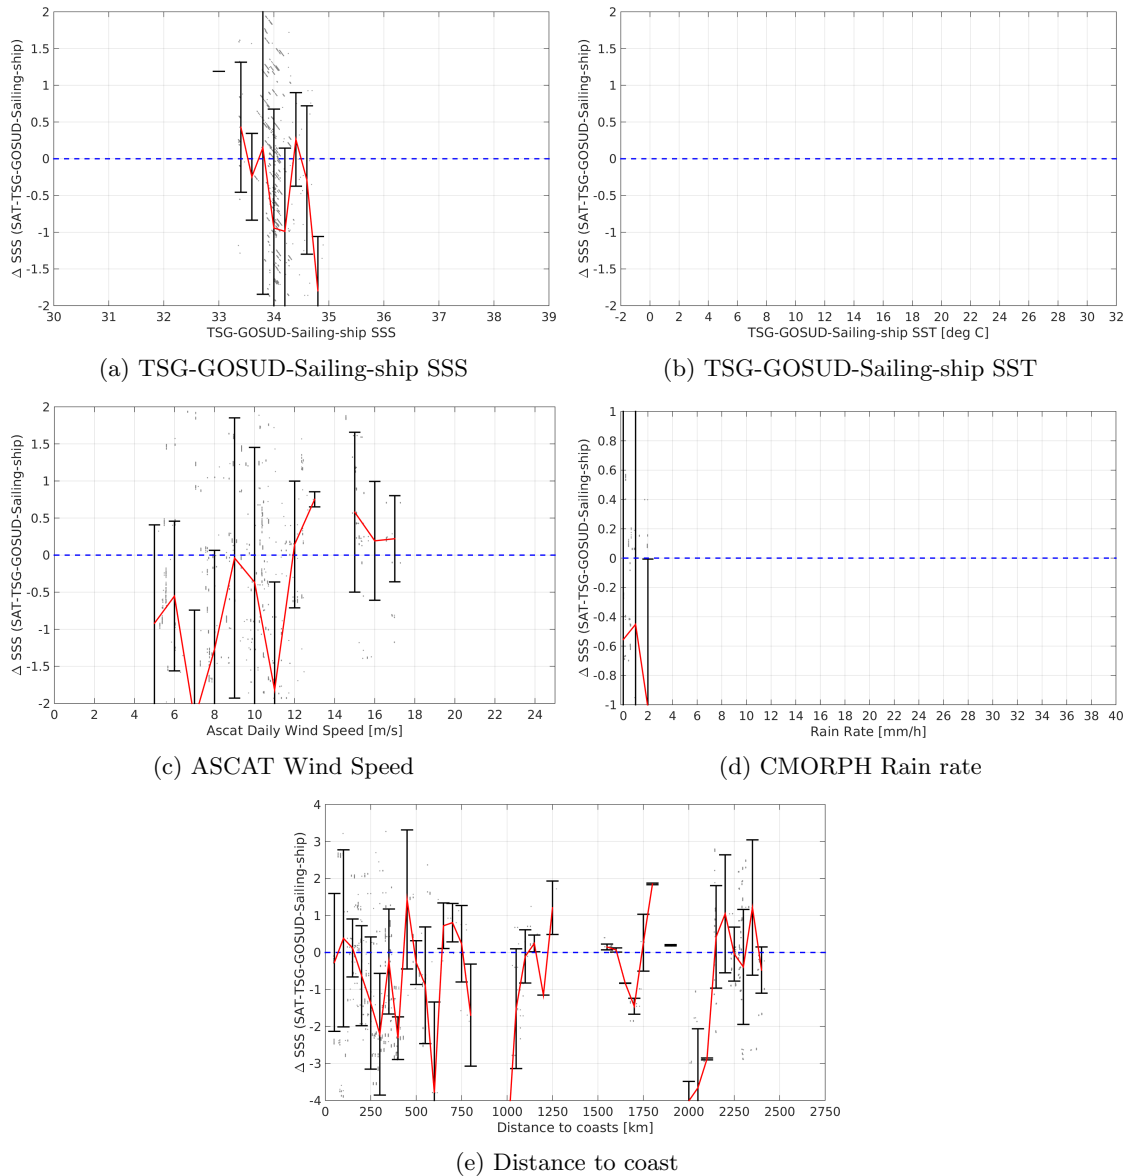 2
1.5
1
0.5
0
-0.5
-1
-1.5
-2
Δ SSS (SAT-TSG-GOSUD-Sailing-ship)
30 31 32 33 34 35 36 37 38 39
TSG-GOSUD-Sailing-ship SSS
(a) TSG-GOSUD-Sailing-ship SSS
2
1.5
1
0.5
0
-0.5
-1
-1.5
-2
Δ SSS (SAT-TSG-GOSUD-Sailing-ship)
-2 0 2 4 6 8 10 12 14 16 18 20 22 24 26 28 30 32
TSG-GOSUD-Sailing-ship SST [deg C]
(b) TSG-GOSUD-Sailing-ship SST
2
1.5
1
0.5
0
-0.5
-1
-1.5
-2
Δ SSS (SAT-TSG-GOSUD-Sailing-ship)
0 2 4 6 8 10 12 14 16 18 20 22 24
Ascat Daily Wind Speed [m/s]
(c) ASCAT Wind Speed
1
0.8
0.6
0.4
0.2
0
-0.2
-0.4
-0.6
-0.8
-1
Δ SSS (SAT-TSG-GOSUD-Sailing-ship)
0 2 4 6 8 10 12 14 16 18 20 22 24 26 28 30 32 34 36 38 40
Rain Rate [mm/h]
(d) CMORPH Rain rate
4
3
2
1
0
-1
-2
-3
-4
Δ SSS (SAT-TSG-GOSUD-Sailing-ship)
0 250 500 750 1000 1250 1500 1750 2000 2250 2500 2750
Distance to coasts [km]
(e) Distance to coast